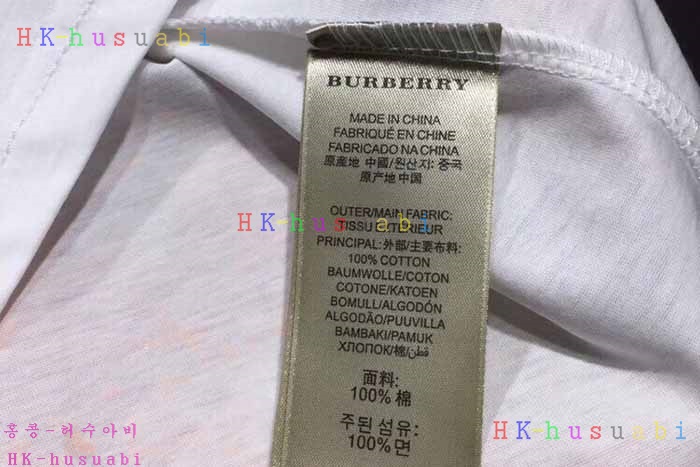 HK-husuabi
BURBERRY
MADE IN CHINA
FABRIQUÉ EN CHINE
FABRICADO NA CHINA
原産地 中國/원산지: 중국
原产地 中国
OUTER/MAIN FABRIC:
HK-hus abi
TISSU EXTÉRIEUR
PRINCIPAL:外部/主要布料:
100% COTTON
BAUMWOLLE/COTON
COTONE/KATOEN
BOMULL/ALGODÓN
ALGODÃO/PUUVILLA
BAMBAKI/PAMUK
ХЛОПОК/棉/قطن
面料:
100% 棉
주된 섬유:
100% 면
홍콩-허수아비
HK-husuabi
HK-husuabi